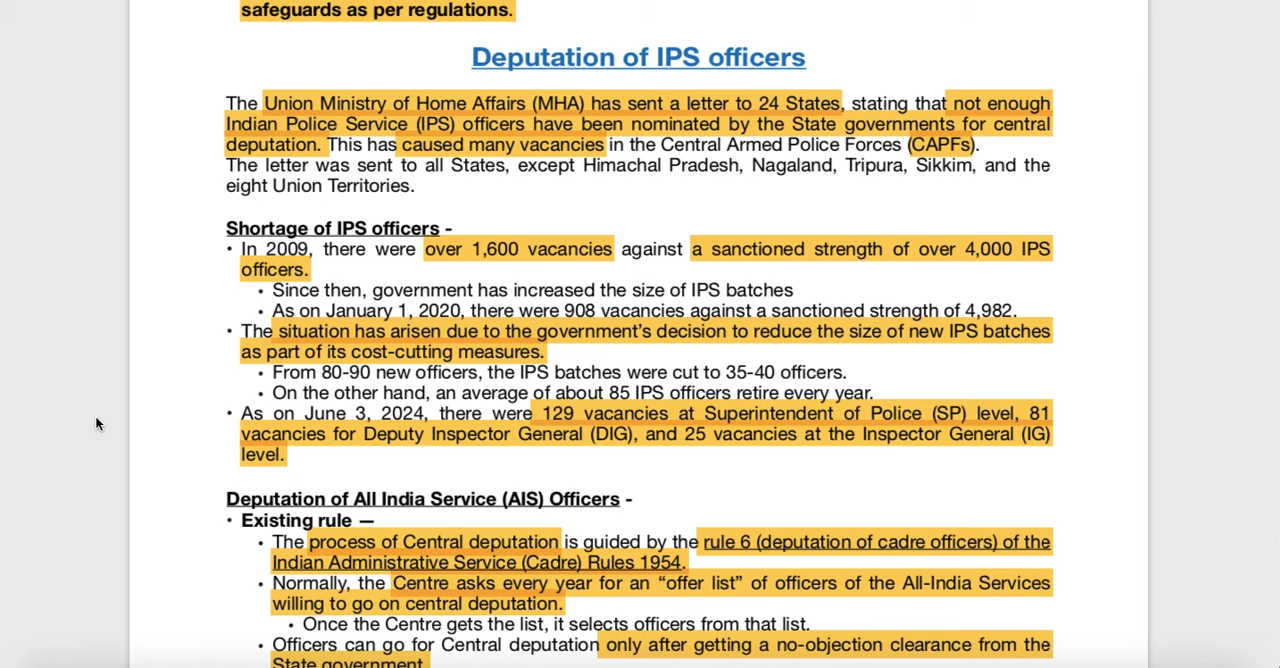 safeguards as per regulations.
Deputation of IPS officers
The Union Ministry of Home Affairs (MHA) has sent a letter to 24 States, stating that not enough
Indian Police Service (IPS) officers have been nominated by the State governments for central
deputation. This has caused many vacancies in the Central Armed Police Forces (CAPFs).
The letter was sent to all States, except Himachal Pradesh, Nagaland, Tripura, Sikkim, and the
eight Union Territories.
Shortage of IPS officers -
• In 2009, there were over 1,600 vacancies against a sanctioned strength of over 4,000 IPS
officers.
• Since then, government has increased the size of IPS batches
• As on January 1, 2020, there were 908 vacancies against a sanctioned strength of 4,982.
• The situation has arisen due to the government’s decision to reduce the size of new IPS batches
as part of its cost-cutting measures.
• From 80-90 new officers, the IPS batches were cut to 35-40 officers.
• On the other hand, an average of about 85 IPS officers retire every year.
• As on June 3, 2024, there were 129 vacancies at Superintendent of Police (SP) level, 81
vacancies for Deputy Inspector General (DIG), and 25 vacancies at the Inspector General (IG)
level.
Deputation of All India Service (AIS) Officers -
• Existing rule —
• The process of Central deputation is guided by the rule 6 (deputation of cadre officers) of the
Indian Administrative Service (Cadre) Rules 1954.
• Normally, the Centre asks every year for an “offer list” of officers of the All-India Services
willing to go on central deputation.
• Once the Centre gets the list, it selects officers from that list.
• Officers can go for Central deputation only after getting a no-objection clearance from the
State government.